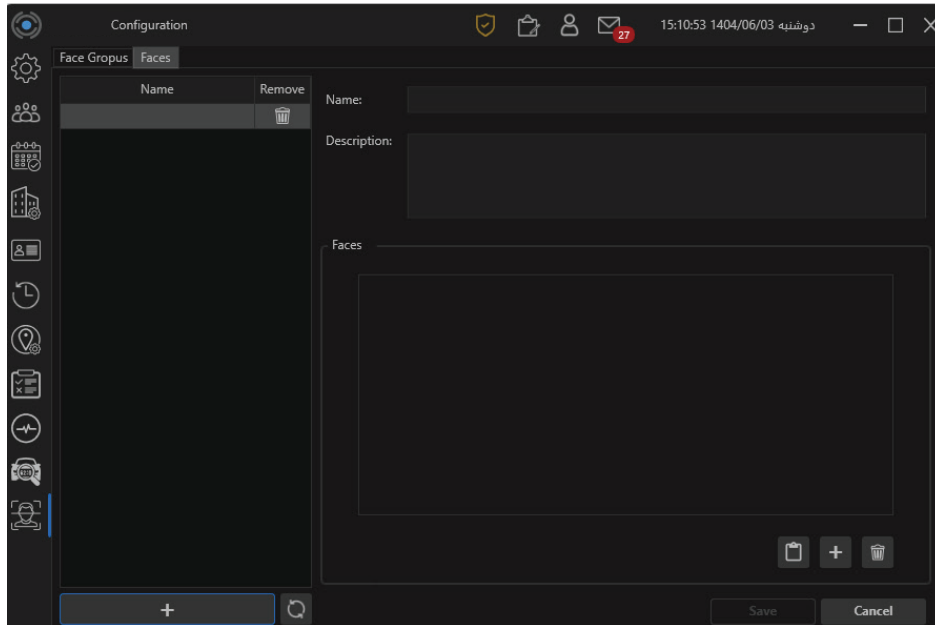 Configuration
27
15:10:53 1404/06/03 دوشنبه
Face Gropus Faces
Name Remove
Name:
Description:
Faces
+
Save Cancel